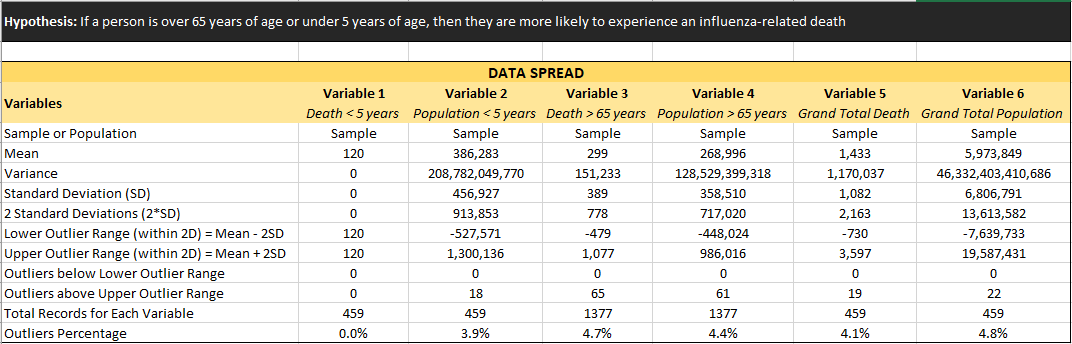 Hypothesis: If a person is over 65 years of age or under 5 years of age, then they are more likely to experience an influenza-related death
DATA SPREAD
Variables Variable 1 Variable 2 Variable 3 Variable 4 Variable 5 Variable 6
Death < 5 years Population < 5 years Death > 65 years Population > 65 years Grand Total Death Grand Total Population
Sample or Population Sample Sample Sample Sample Sample Sample
Mean 120 386,283 299 268,996 1,433 5,973,849
Variance 0 208,782,049,770 151,233 128,529,399,318 1,170,037 46,332,403,410,686
Standard Deviation (SD) 0 456,927 389 358,510 1,082 6,806,791
2 Standard Deviations (2*SD) 0 913,853 778 717,020 2,163 13,613,582
Lower Outlier Range (within 2D) = Mean - 2SD 120 -527,571 -479 -448,024 -730 -7,639,733
Upper Outlier Range (within 2D) = Mean + 2SD 120 1,300,136 1,077 986,016 3,597 19,587,431
Outliers below Lower Outlier Range 0 0 0 0 0 0
Outliers above Upper Outlier Range 0 18 65 61 19 22
Total Records for Each Variable 459 459 1377 1377 459 459
Outliers Percentage 0.0% 3.9% 4.7% 4.4% 4.1% 4.8%